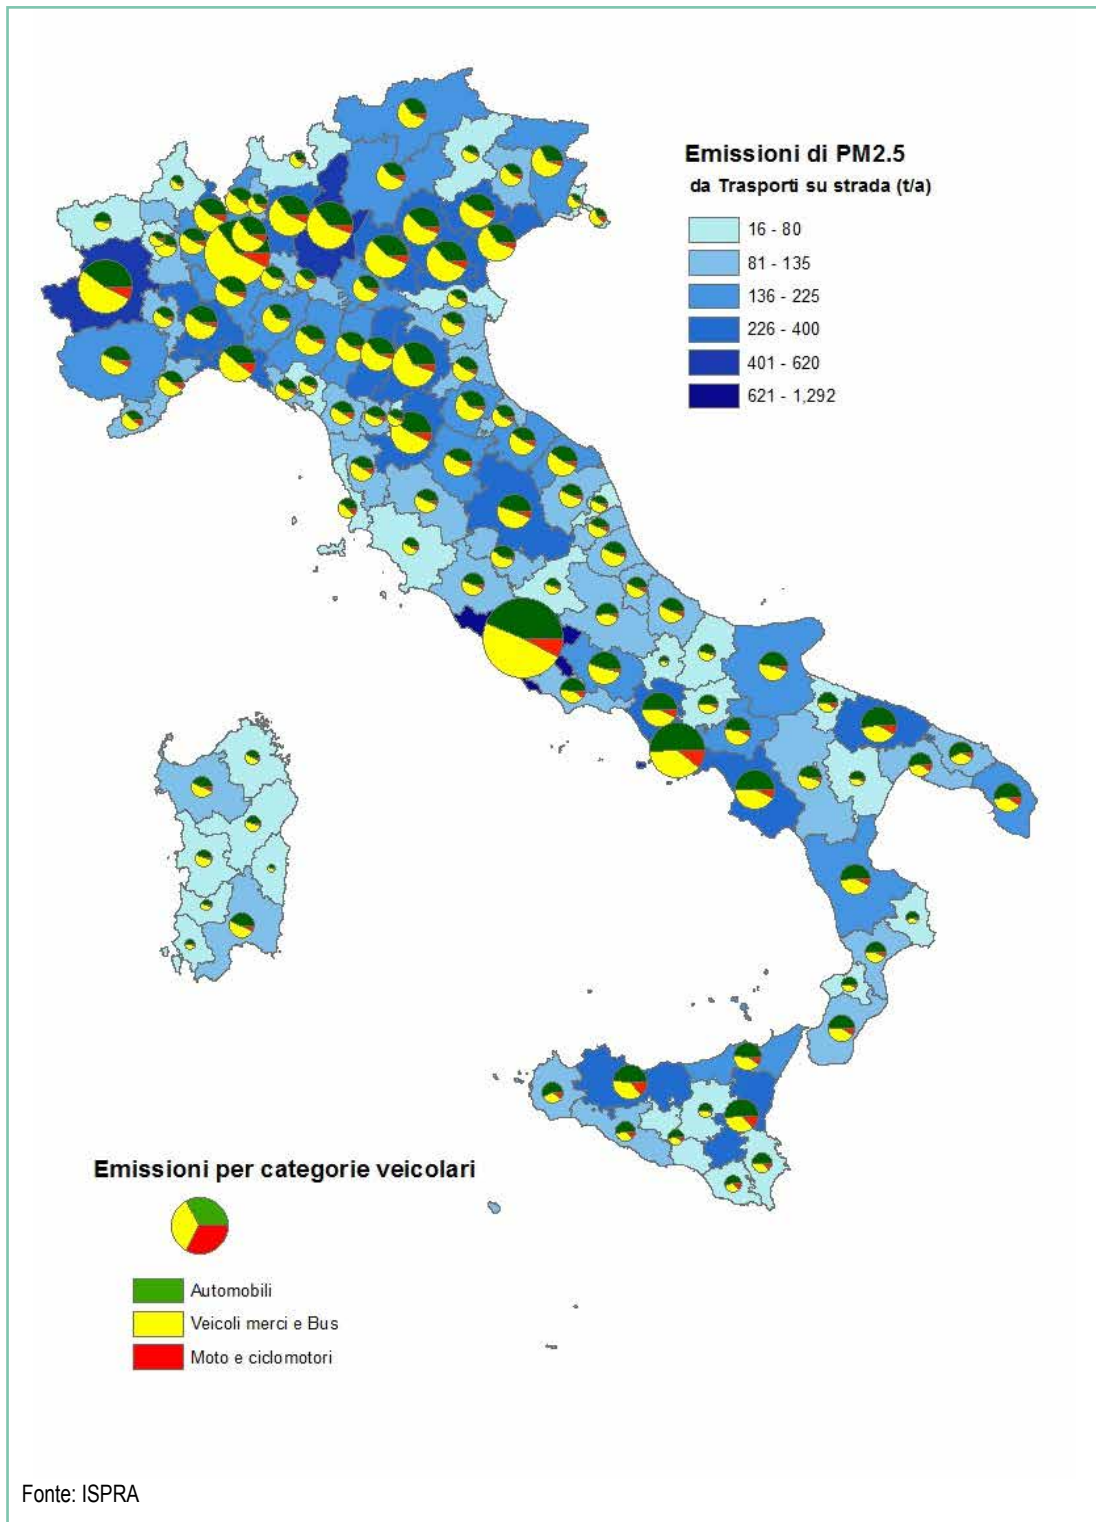 Emissioni di PM2.5
da Trasporti su strada (t/a)
16 - 80
81 - 135
136 - 225
226 - 400
401 - 620
621 - 1,292
Emissioni per categorie veicolari
Automobili
Veicoli merci e Bus
Moto e ciclomotori
Fonte: ISPRA